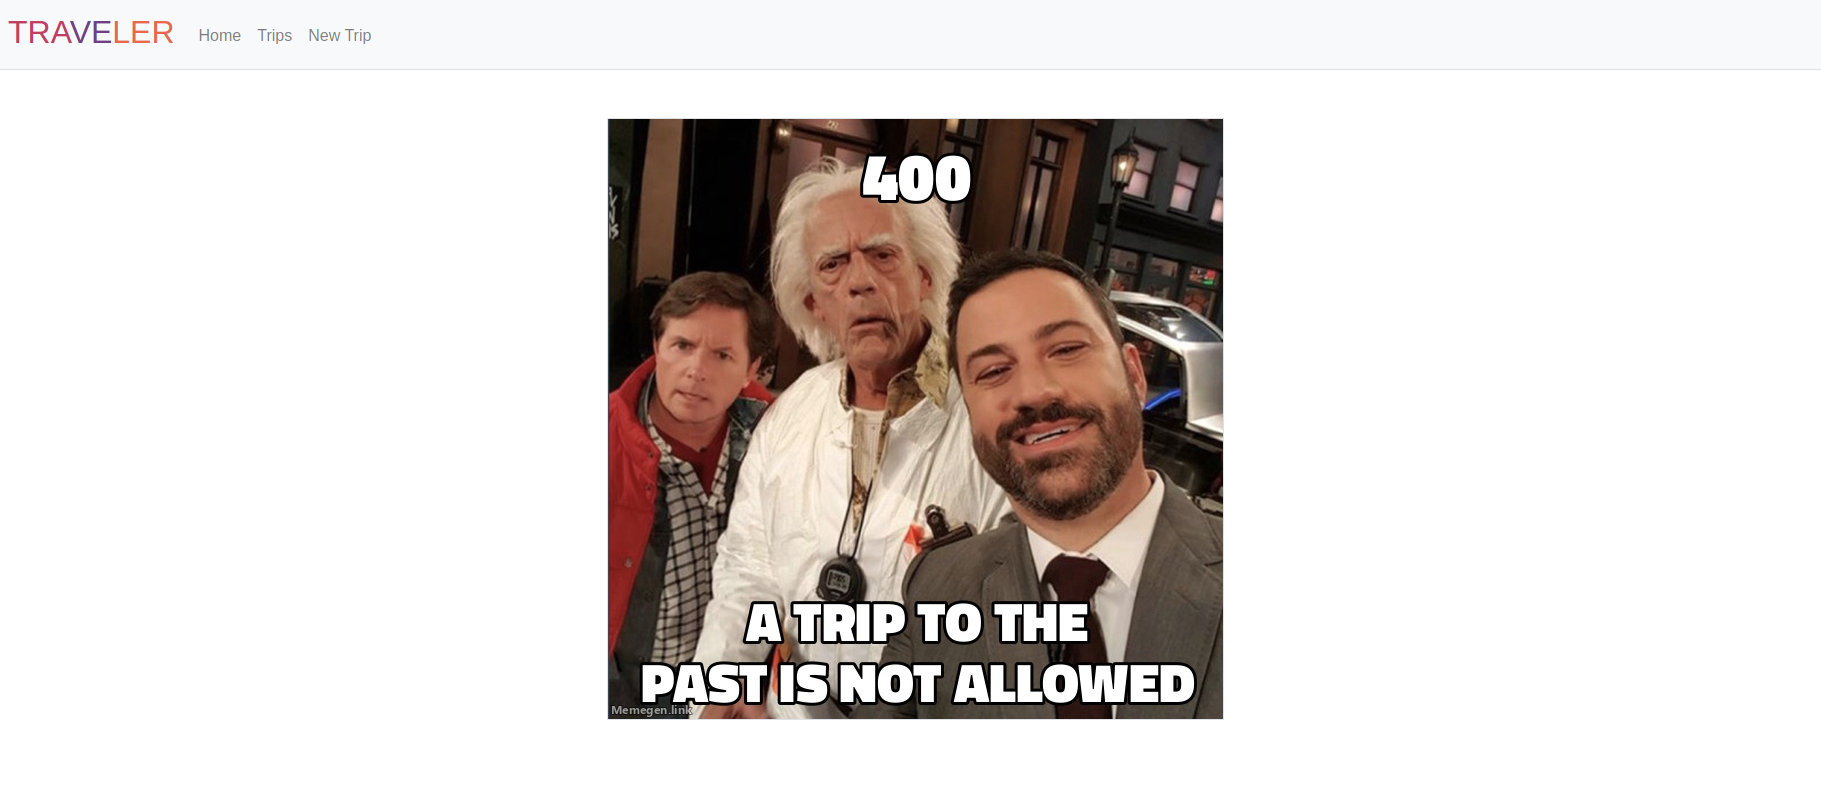 TRAVELER Home Trips New Trip
400
A TRIP TO THE
PAST IS NOT ALLOWED
Memegen.link